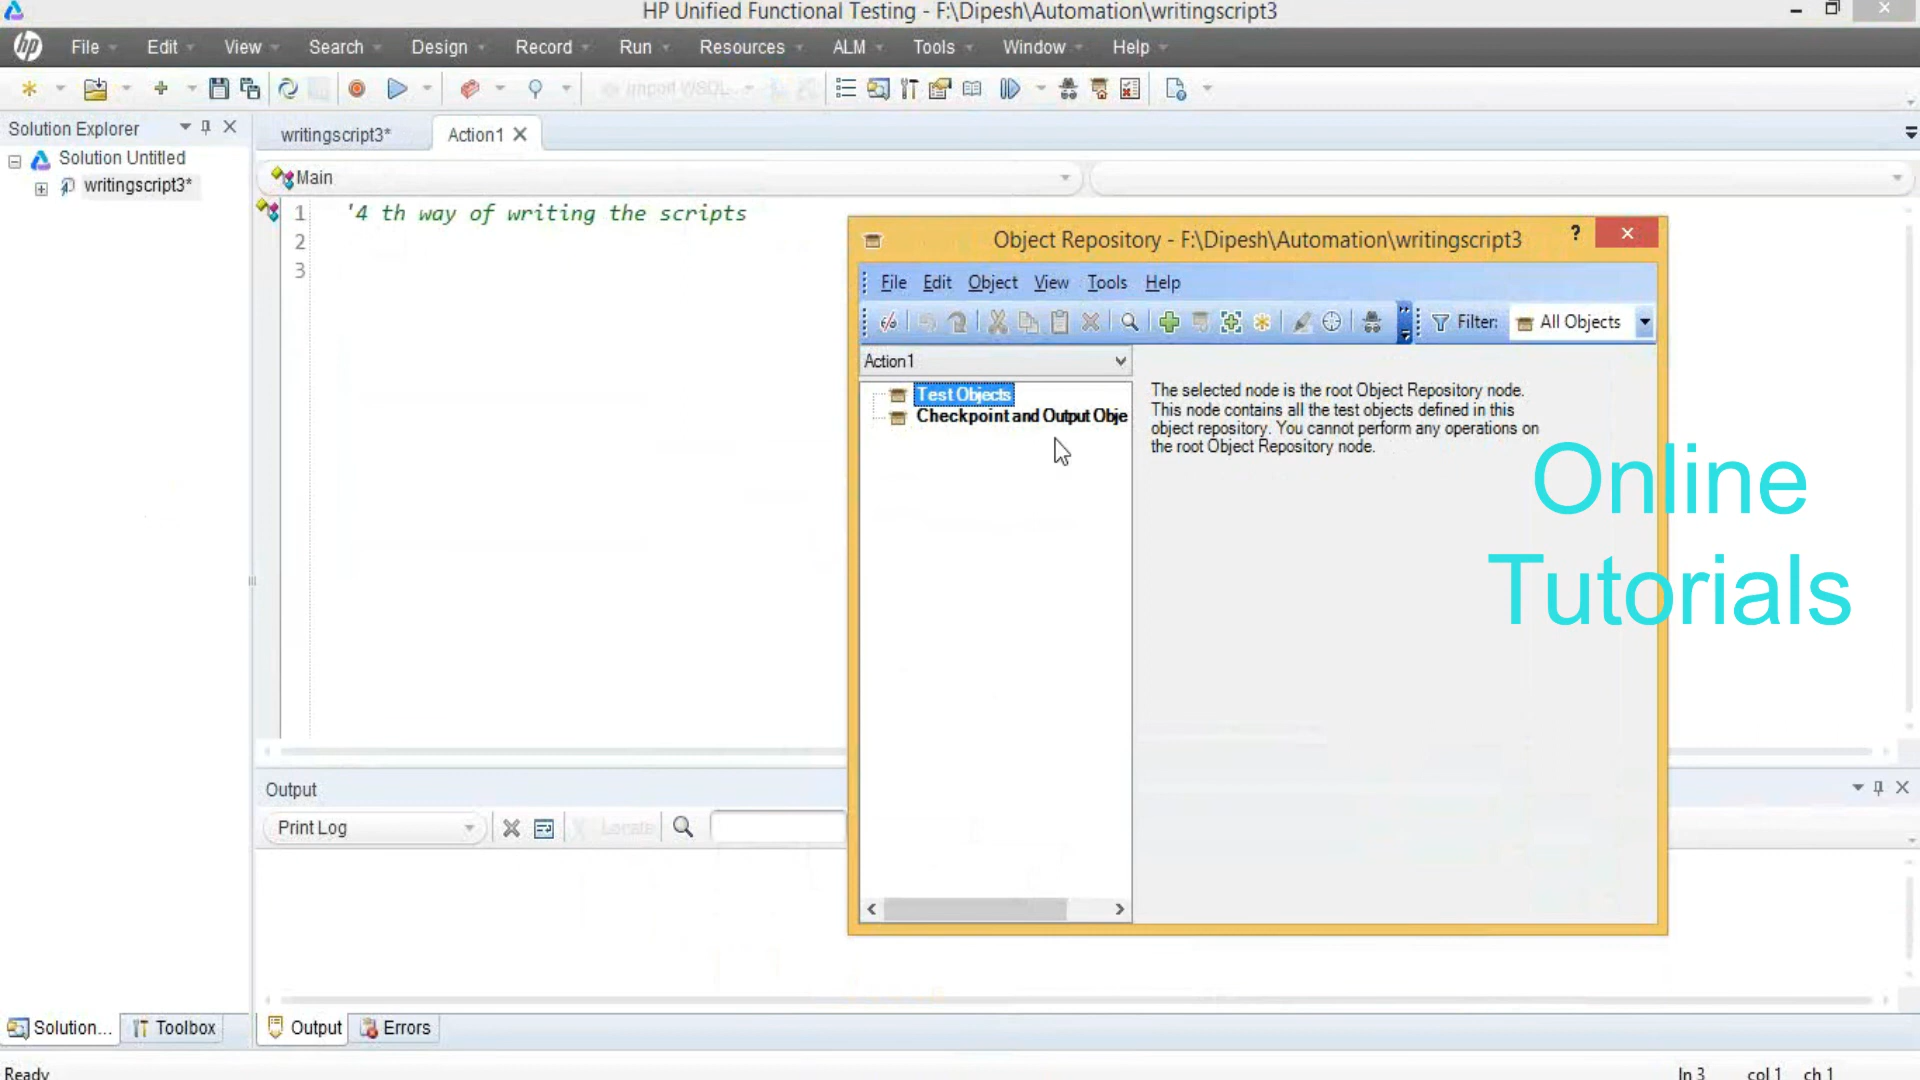 HP Unified Functional Testing - F:\Dipesh\Automation\writingscript3
File Edit View Search Design Record Run Resources ALM Tools Window Help
Import WSDL
Solution Explorer
writingscript3*
Action1
Solution Untitled
writingscript3*
Main
1 '4 th way of writing the scripts
2
3
Object Repository - F:\Dipesh\Automation\writingscript3
File Edit Object View Tools Help
Filter: All Objects
Action1
Test Objects
Checkpoint and Output Obje
The selected node is the root Object Repository node.
This node contains all the test objects defined in this
object repository. You cannot perform any operations on
the root Object Repository node.
Online
Tutorials
Output
Print Log
Locate
Solution... Toolbox Output Errors
Ready
ln 3 col 1 ch 1